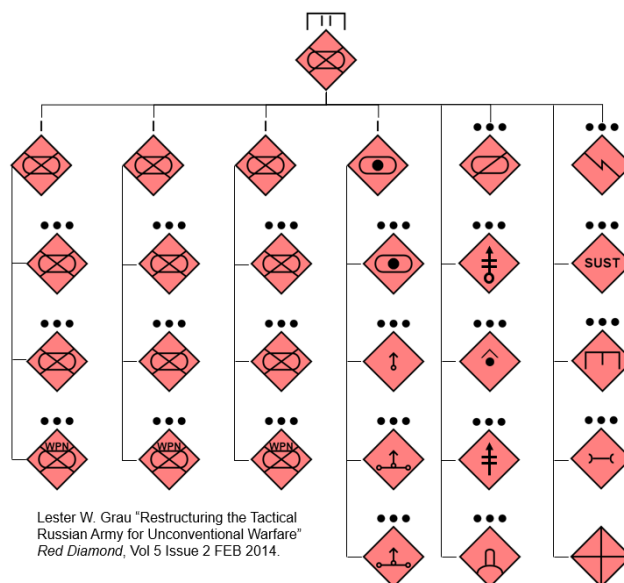 SUST
WPN WPN WPN
Lester W. Grau “Restructuring the Tactical
Russian Army for Unconventional Warfare”
Red Diamond, Vol 5 Issue 2 FEB 2014.